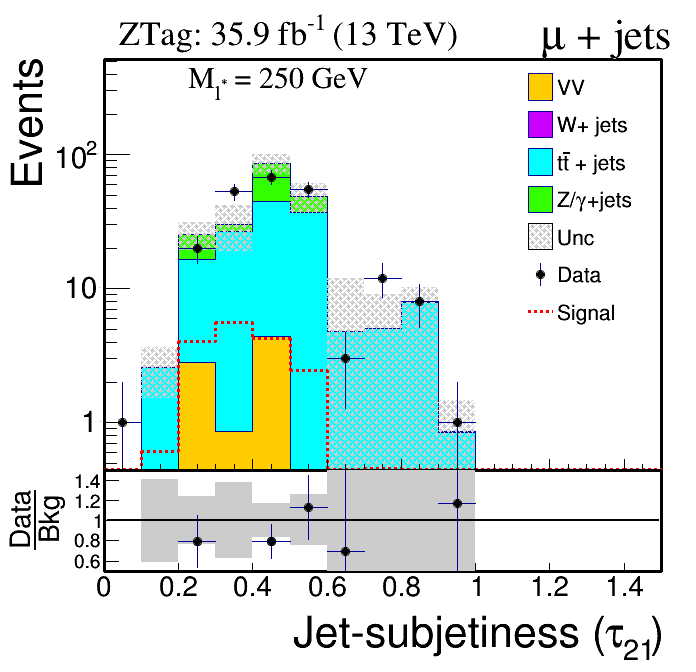 ZTag: 35.9 fb⁻¹ (13 TeV)
μ + jets
M_l* = 250 GeV
Events
10²
10
1
VV
W+ jets
tt̄ + jets
Z/γ+jets
Unc
Data
Signal
Data
Bkg
1.4
1.2
1
0.8
0.6
0 0.2 0.4 0.6 0.8 1 1.2 1.4
Jet-subjetiness (τ₂₁)